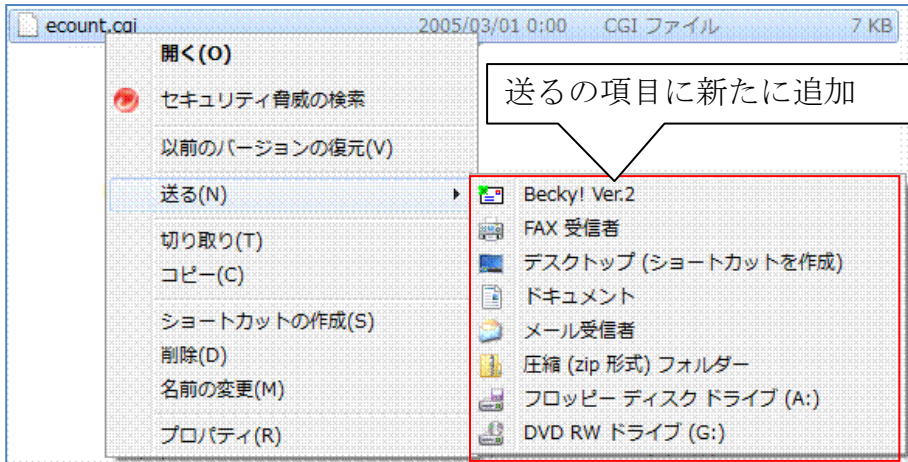 ecount.cgi 2005/03/01 0:00 CGI ファイル 7 KB
開く(O)
セキュリティ脅威の検索
以前のバージョンの復元(V)
送る(N)
切り取り(T)
コピー(C)
ショートカットの作成(S)
削除(D)
名前の変更(M)
プロパティ(R)
送るの項目に新たに追加
Becky! Ver.2
FAX 受信者
デスクトップ (ショートカットを作成)
ドキュメント
メール受信者
圧縮 (zip 形式) フォルダー
フロッピー ディスク ドライブ (A:)
DVD RW ドライブ (G:)